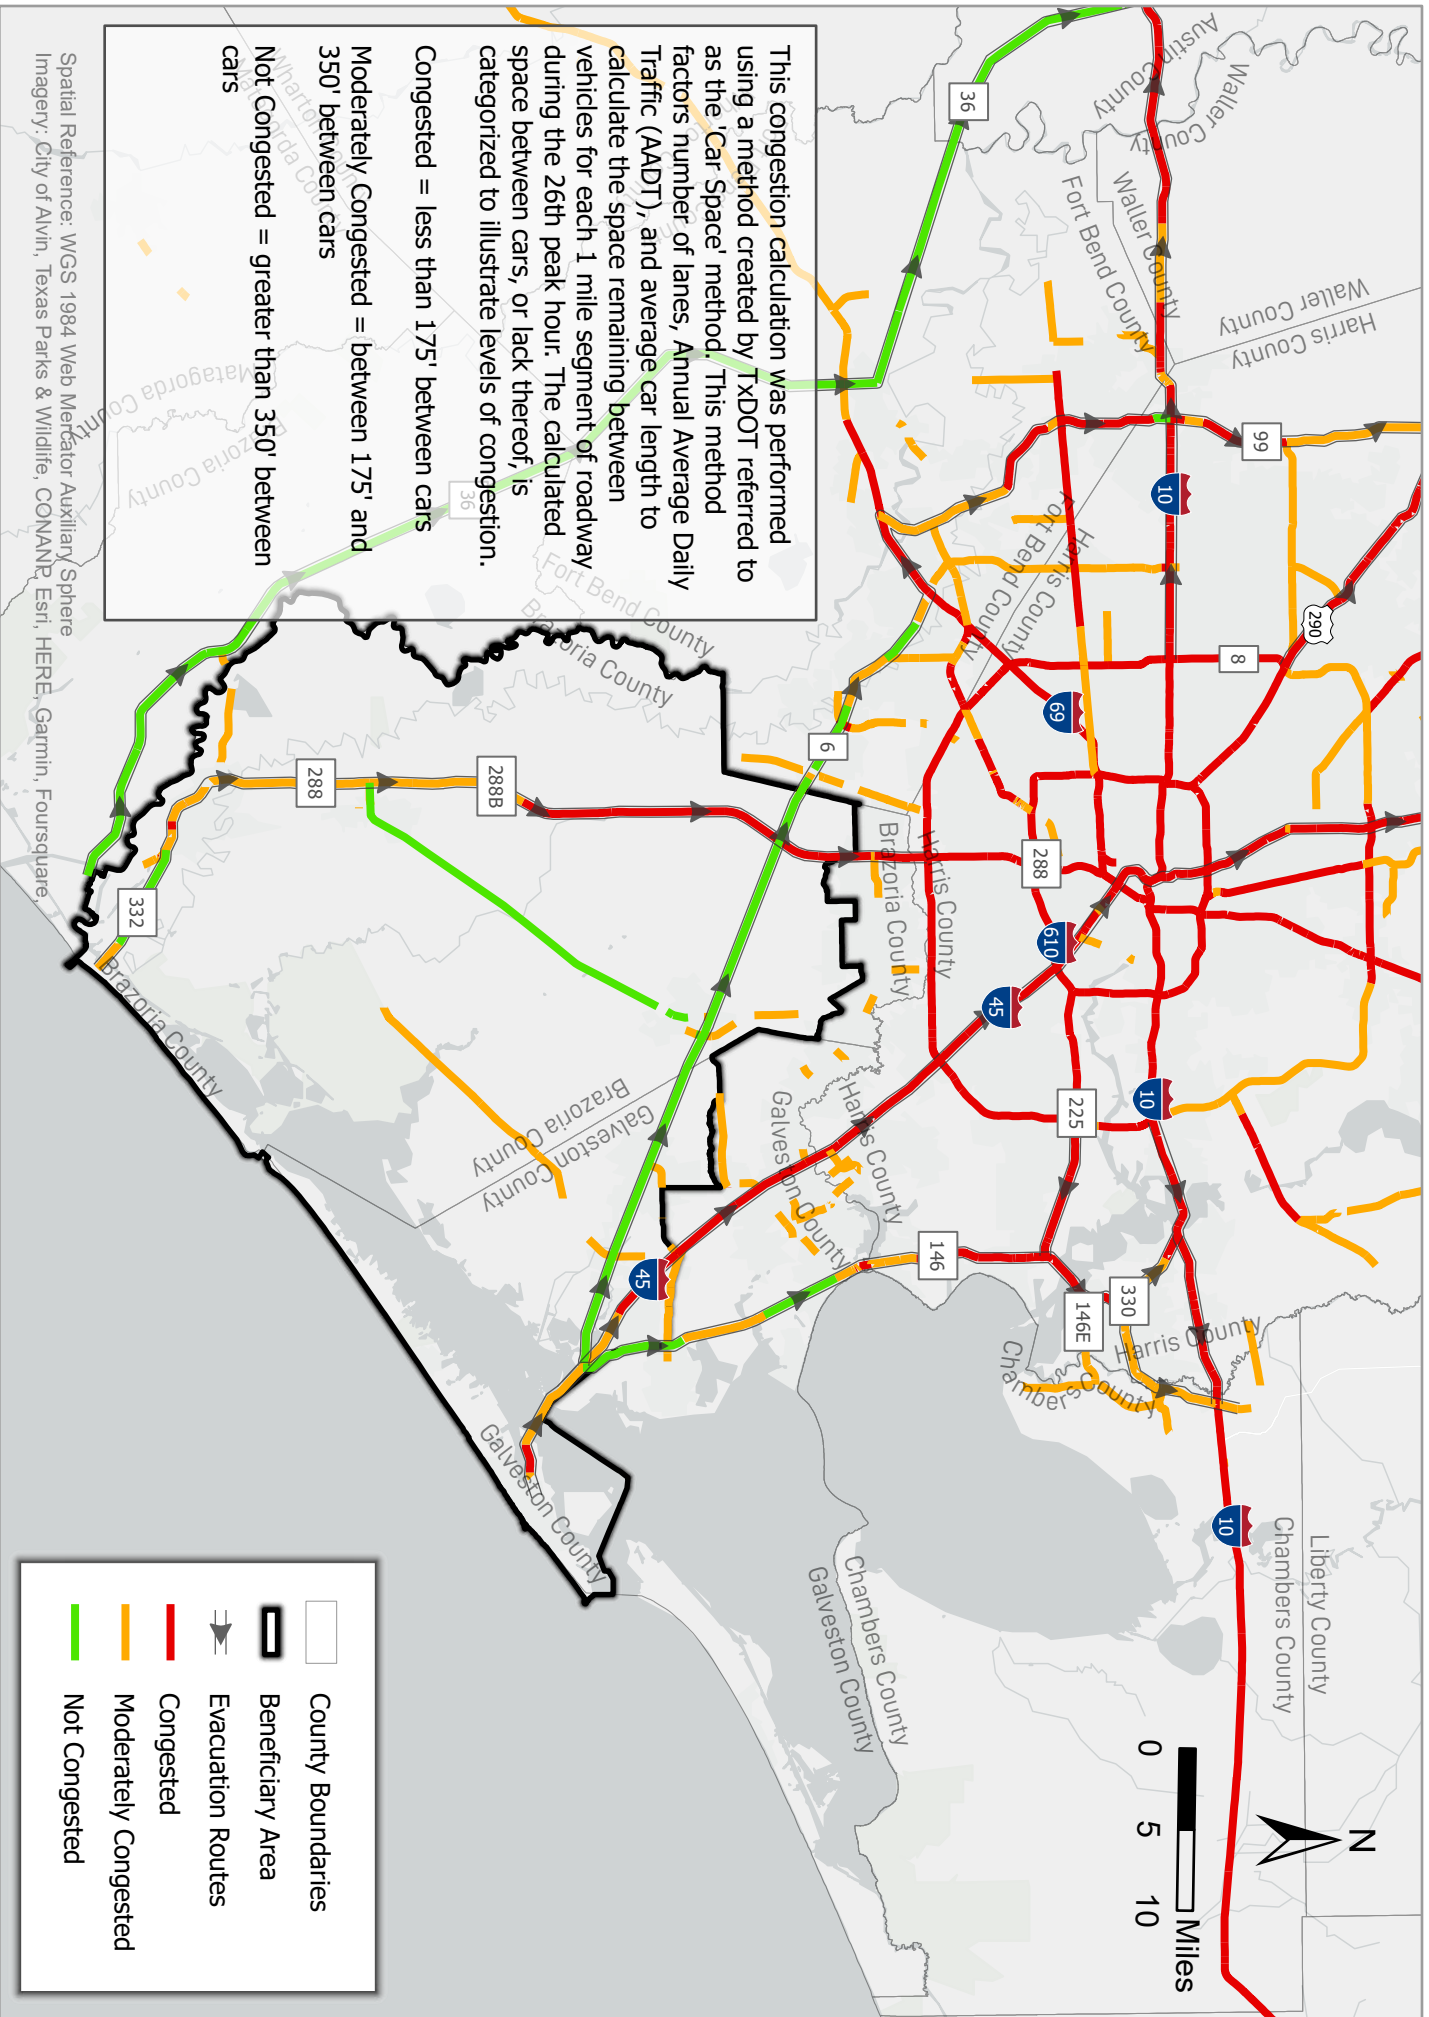 This congestion calculation was performed
using a method created by TxDOT referred to
as the 'Car Space' method. This method
factors number of lanes, Annual Average Daily
Traffic (AADT), and average car length to
calculate the space remaining between
vehicles for each 1 mile segment of roadway
during the 26th peak hour. The calculated
space between cars, or lack thereof, is
categorized to illustrate levels of congestion.
Congested = less than 175' between cars
Moderately Congested = between 175' and
350' between cars
Not Congested = greater than 350' between
cars
Spatial Reference: WGS 1984 Web Mercator Auxiliary Sphere
Imagery: City of Alvin, Texas Parks & Wildlife, CONANP, Esri, HERE, Garmin, Foursquare,
N
0 5 10
Miles
County Boundaries
Beneficiary Area
Evacuation Routes
Congested
Moderately Congested
Not Congested
Austin County
Waller County
Waller County
Fort Bend County
Waller County
Harris County
Harris County
Fort Bend County
Fort Bend County
Brazoria County
Harris County
Brazoria County
Harris County
Galveston County
Galveston County
Brazoria County
Harris County
Chambers County
Liberty County
Chambers County
Chambers County
Galveston County
Galveston County
Brazoria County
Brazoria County
Matagorda County
Wharton County
Matagorda County
36
36
99
10
290
8
69
6
288
288B
288
332
610
45
225
10
146
330
146E
45
10